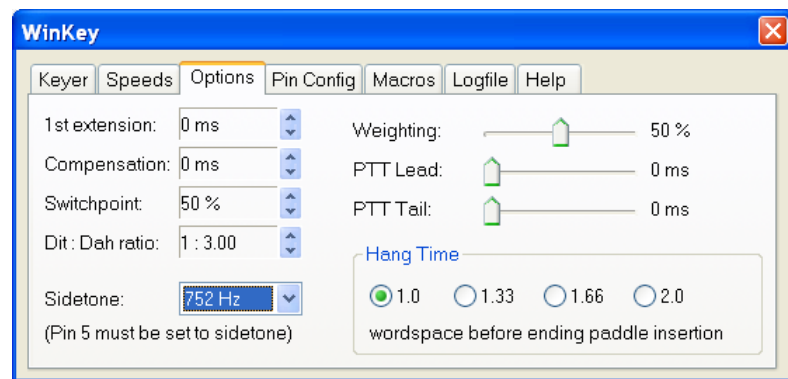 WinKey
Keyer Speeds Options Pin Config Macros Logfile Help
1st extension: 0 ms
Compensation: 0 ms
Switchpoint: 50 %
Dit : Dah ratio: 1 : 3.00
Sidetone: 752 Hz
(Pin 5 must be set to sidetone)
Weighting: 50 %
PTT Lead: 0 ms
PTT Tail: 0 ms
Hang Time
1.0 1.33 1.66 2.0
wordspace before ending paddle insertion